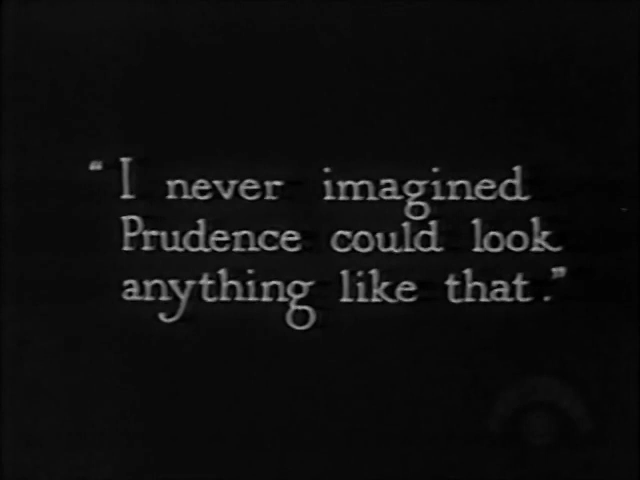 “I never imagined
Prudence could look
anything like that.”